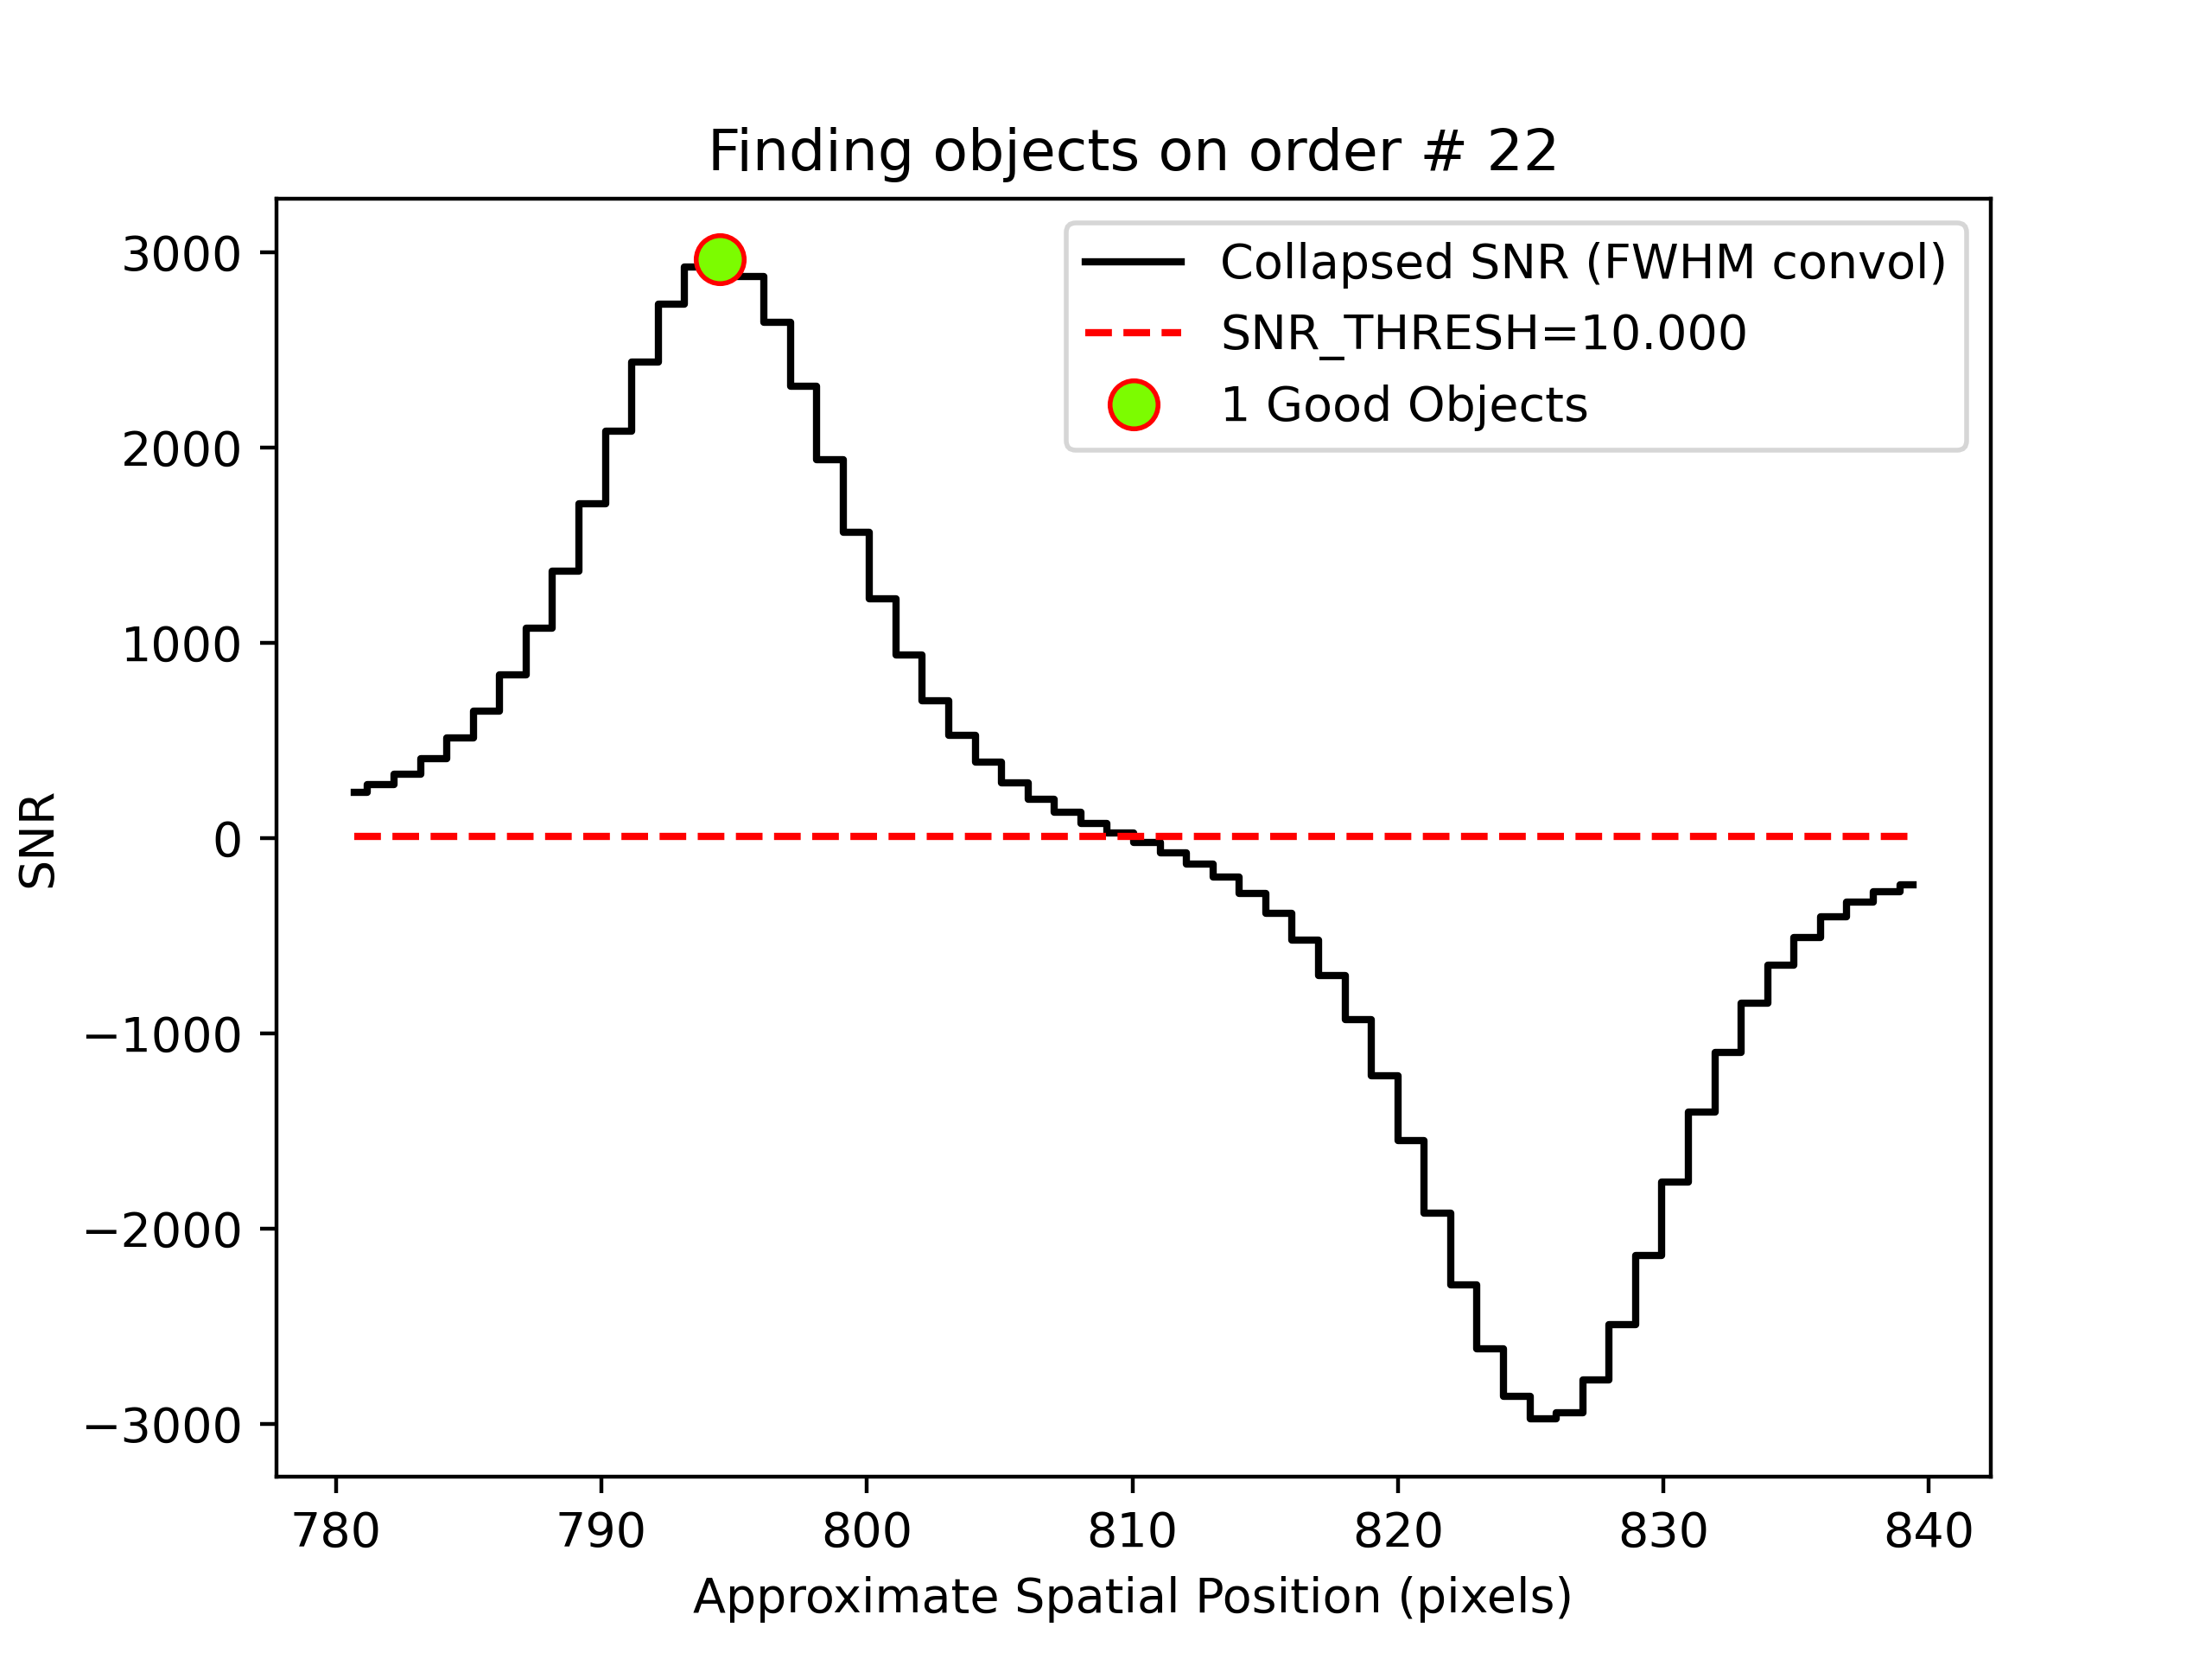 Finding objects on order # 22
Collapsed SNR (FWHM convol)
SNR_THRESH=10.000
1 Good Objects
SNR
3000
2000
1000
0
−1000
−2000
−3000
780 790 800 810 820 830 840
Approximate Spatial Position (pixels)